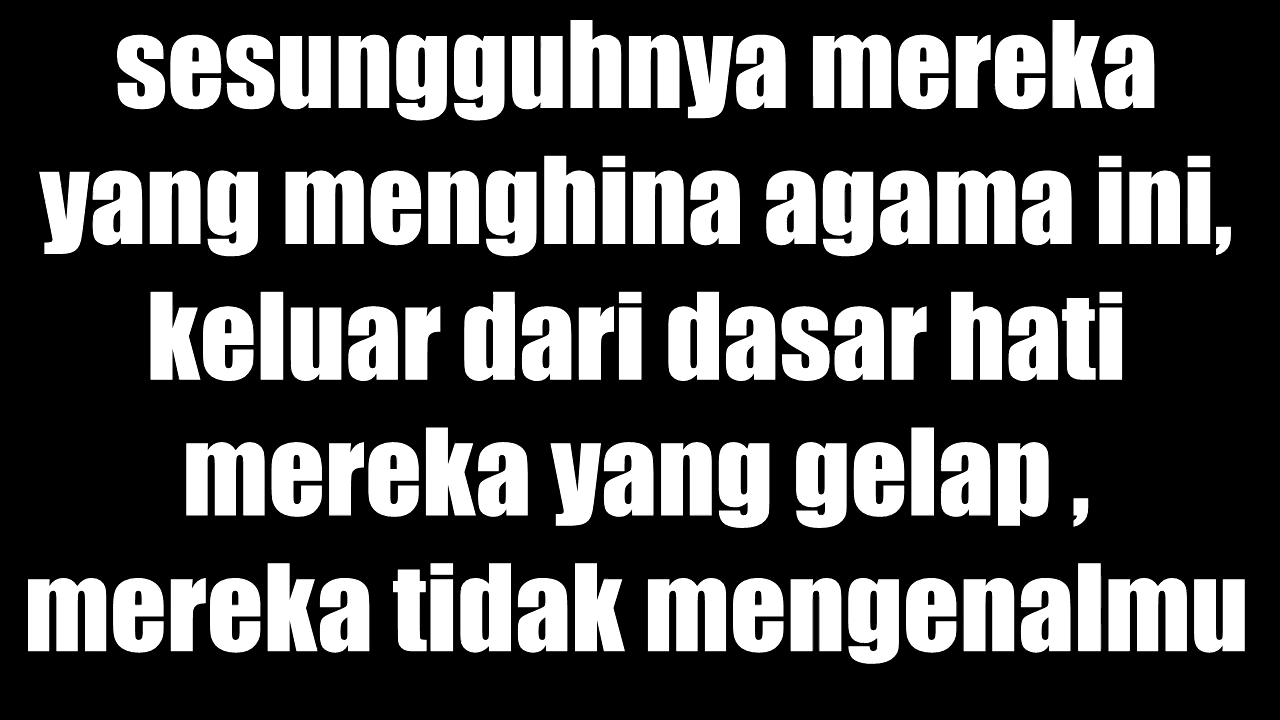 sesungguhnya mereka
yang menghina agama ini,
keluar dari dasar hati
mereka yang gelap ,
mereka tidak mengenalmu